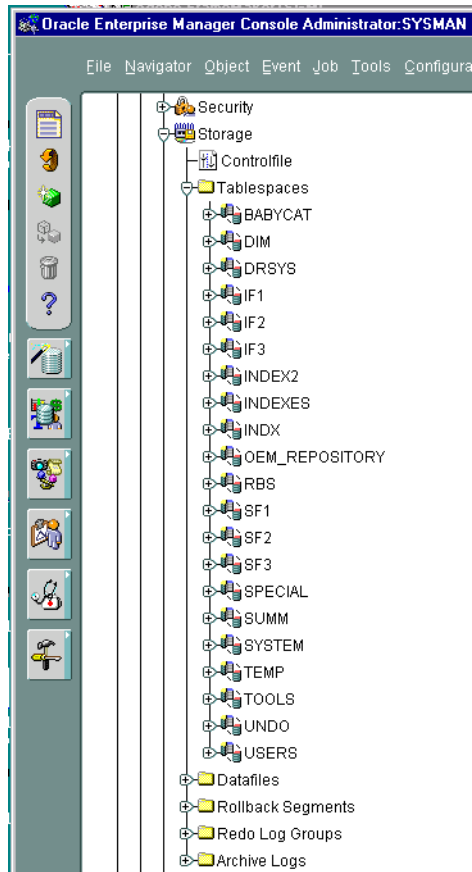 Oracle Enterprise Manager Console Administrator:SYSMAN
File Navigator Object Event Job Tools Configura
Security
Storage
Controlfile
Tablespaces
BABYCAT
DIM
DRSYS
IF1
IF2
IF3
INDEX2
INDEXES
INDX
OEM_REPOSITORY
RBS
SF1
SF2
SF3
SPECIAL
SUMM
SYSTEM
TEMP
TOOLS
UNDO
USERS
Datafiles
Rollback Segments
Redo Log Groups
Archive Logs